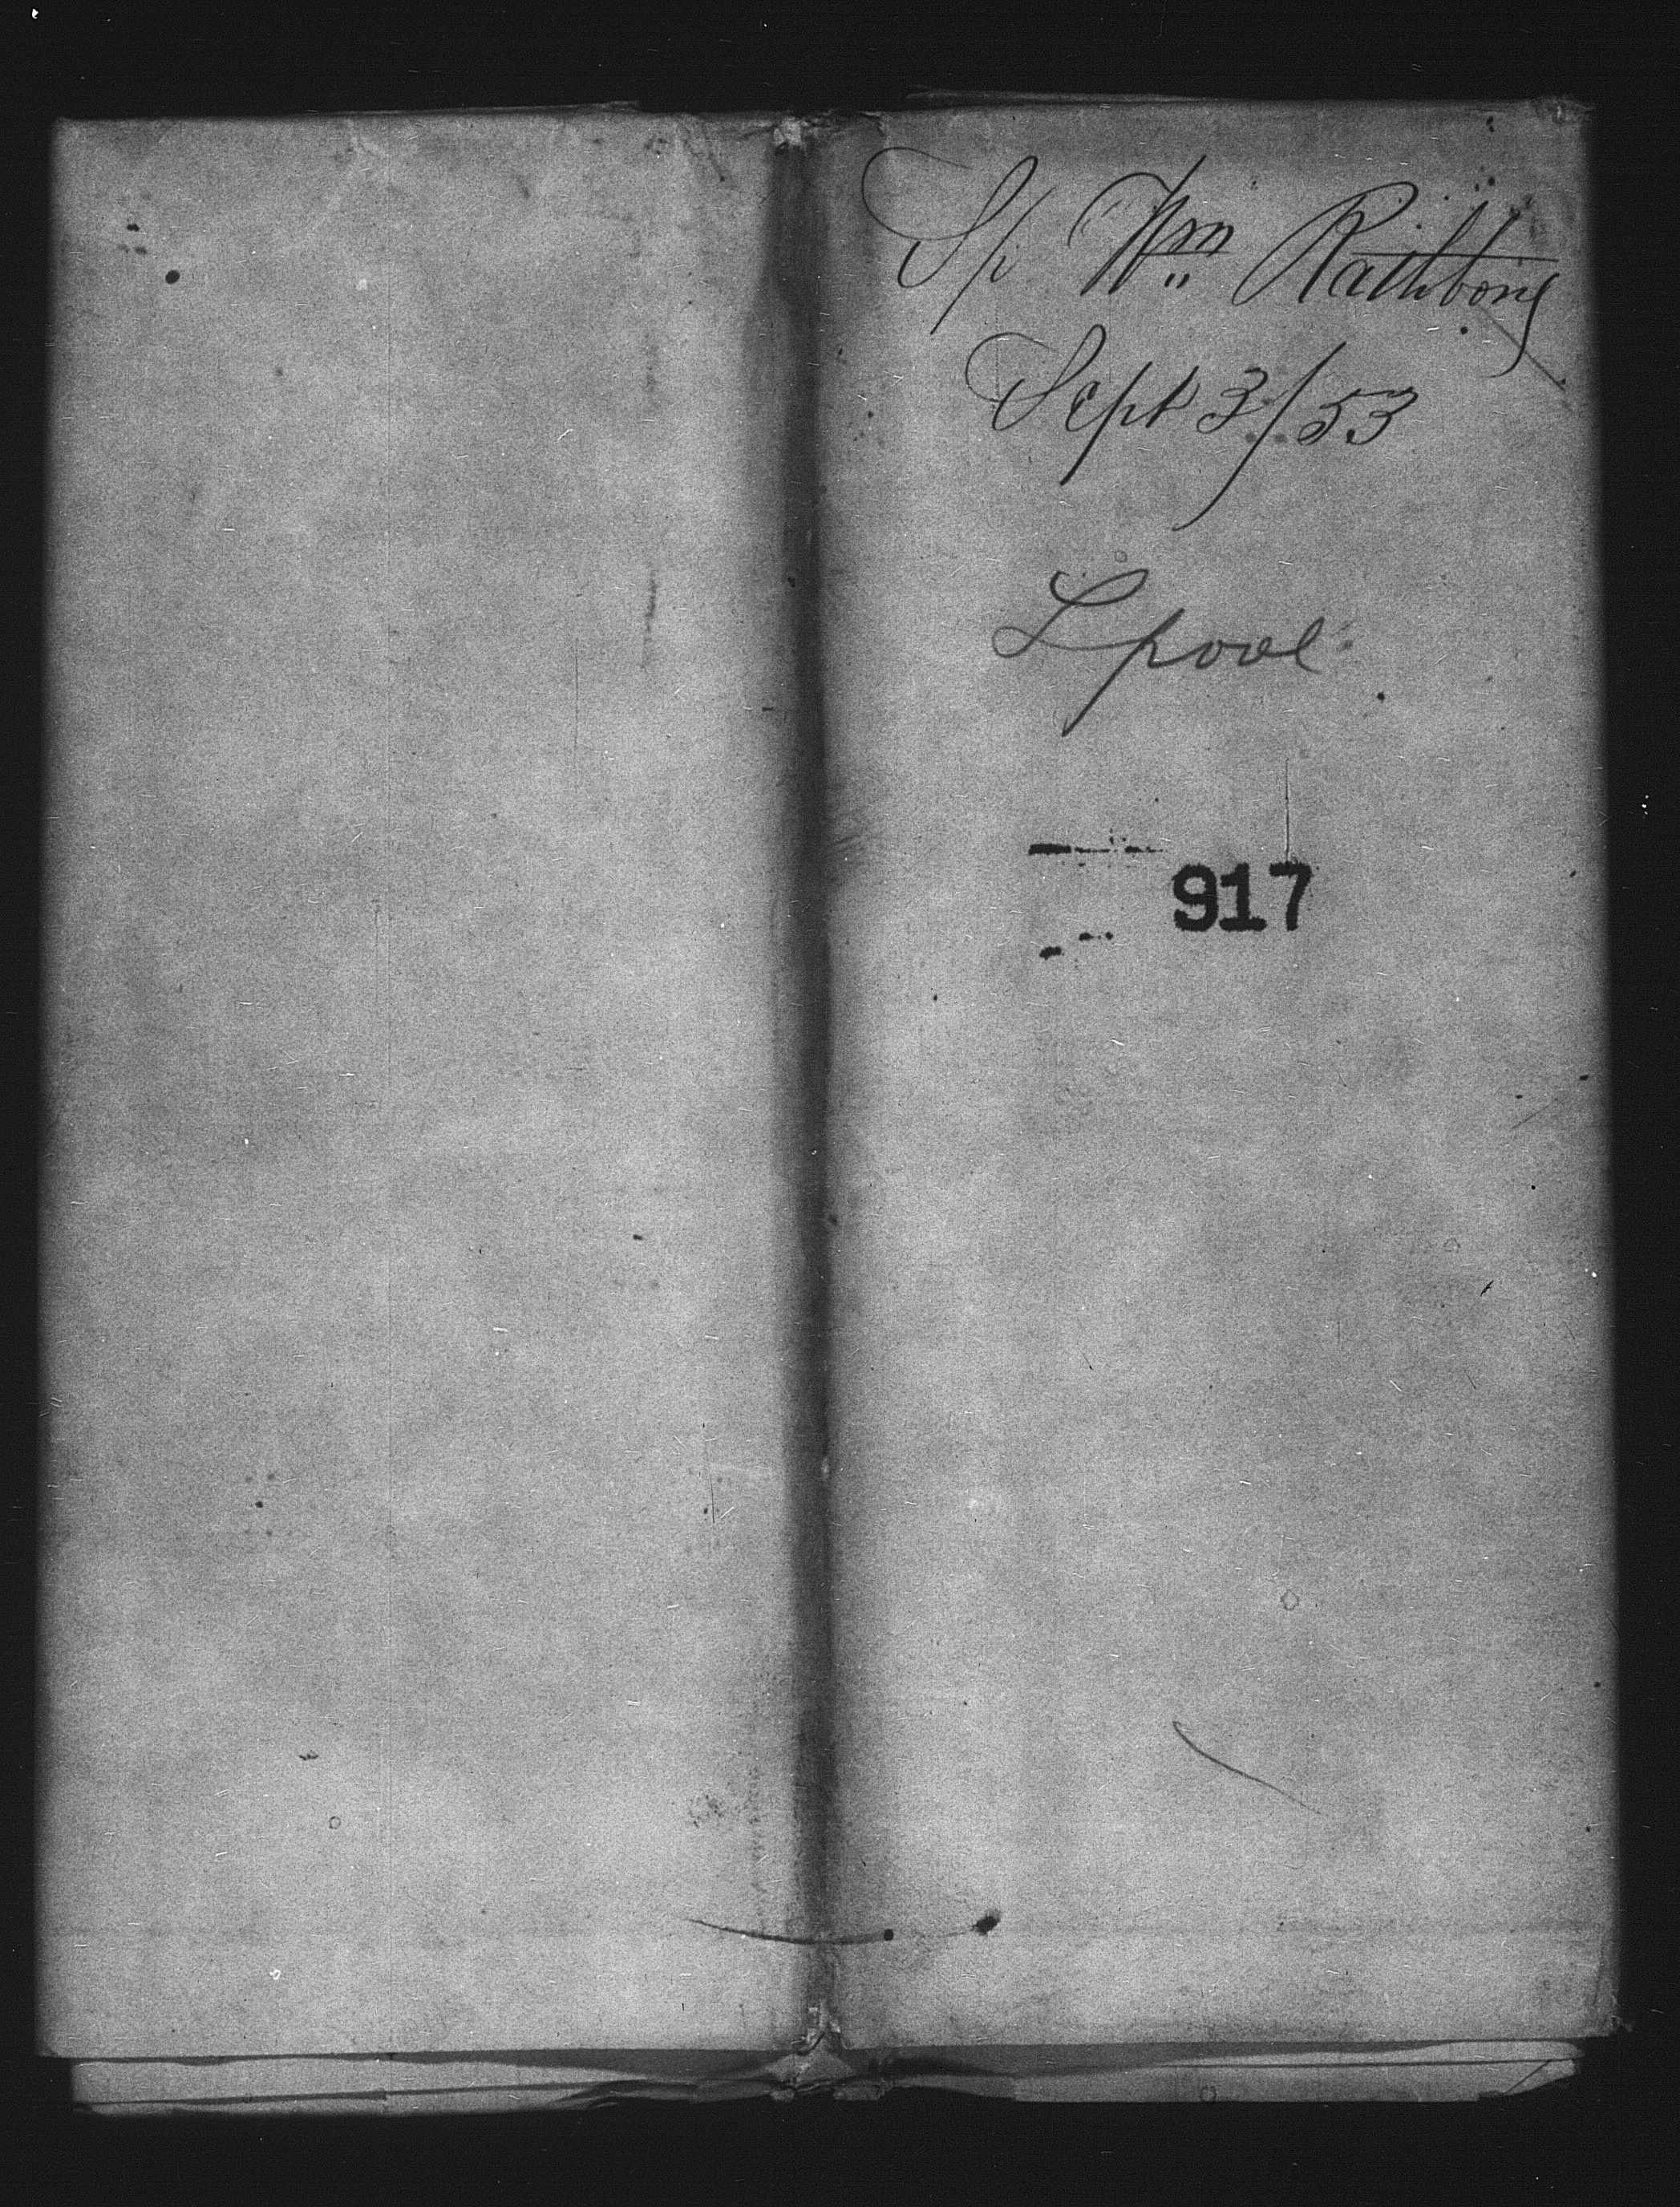 Sp Wm Rathbone
Sept 3/53
Lpool
917